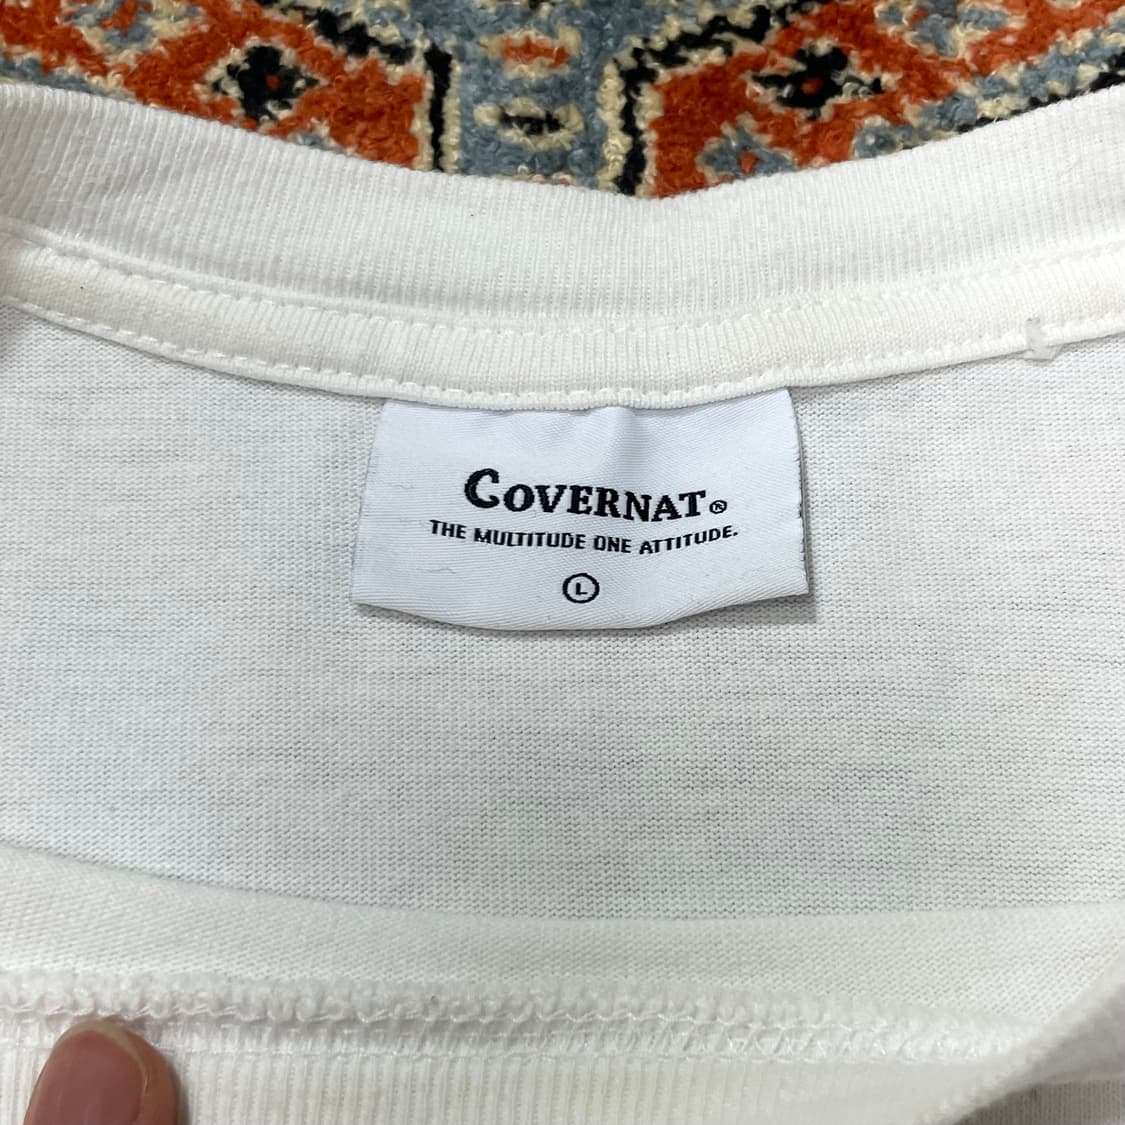 COVERNAT®
THE MULTITUDE ONE ATTITUDE.
L